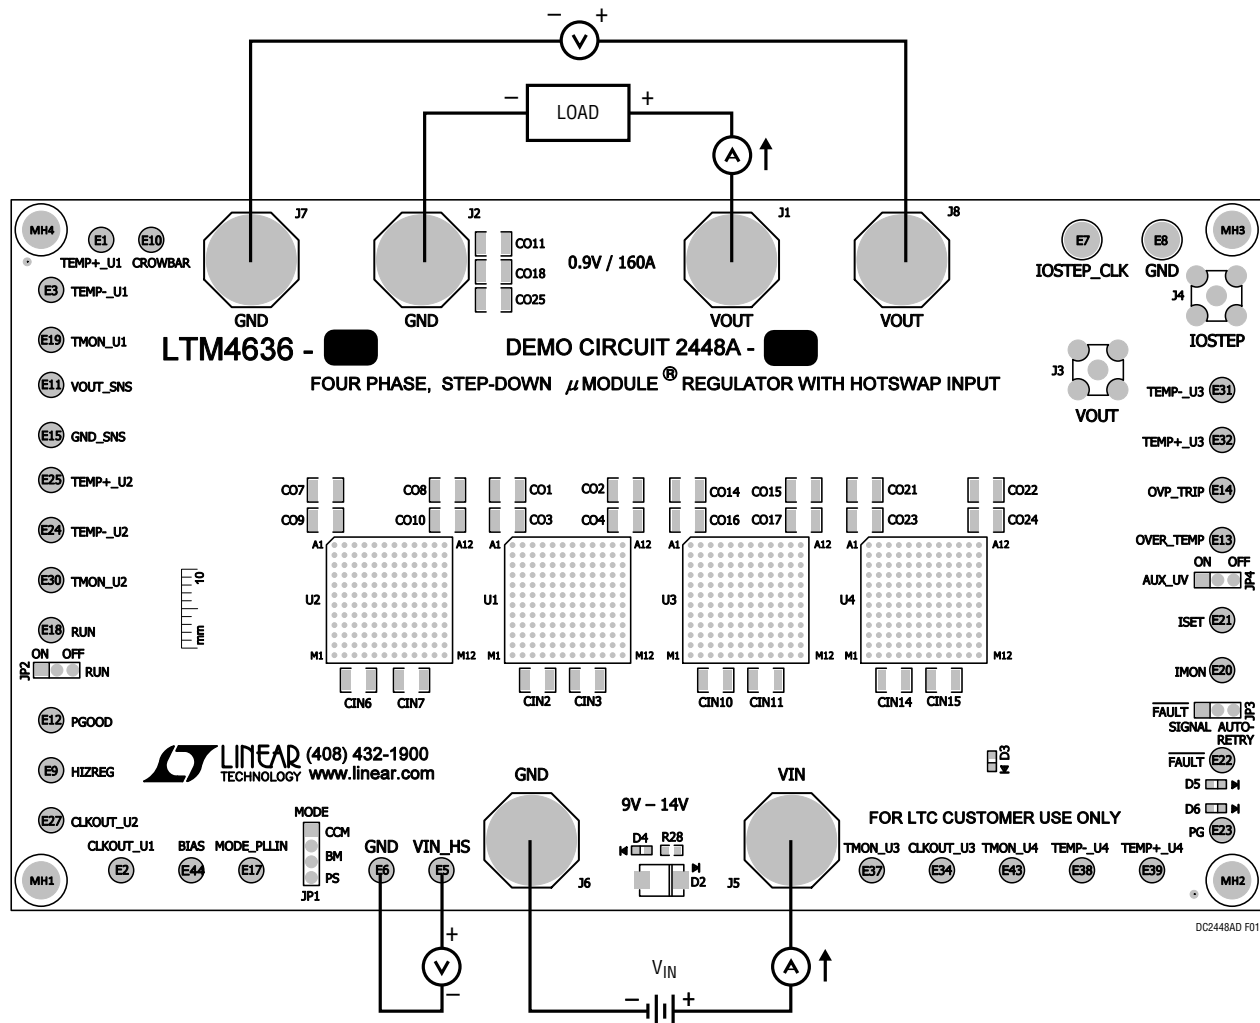 − V +
− LOAD +
A
MH4
E1
E10
TEMP+_U1 CROWBAR
J7
J2
J1
J8
E7
E8
MH3
IOSTEP_CLK GND
CO11
CO18
CO25
0.9V / 160A
E3 TEMP-_U1
J4
GND
GND
VOUT
VOUT
IOSTEP
E19 TMON_U1
LTM4636 -
DEMO CIRCUIT 2448A -
J3
VOUT
E11 VOUT_SNS
FOUR PHASE, STEP-DOWN µMODULE® REGULATOR WITH HOTSWAP INPUT
TEMP-_U3 E31
E15 GND_SNS
TEMP+_U3 E32
E25 TEMP+_U2
CO7 CO8 CO1 CO2 CO14 CO15 CO21 CO22
OVP_TRIP E14
CO9 CO10 CO3 CO4 CO16 CO17 CO23 CO24
E24 TEMP-_U2
OVER_TEMP E13
A1 A12 A1 A12 A1 A12 A1 A12
ON OFF
AUX_UV JP4
E30 TMON_U2
10
mm
U2 U1 U3 U4
ISET E21
E18 RUN
ON OFF
JP2 RUN
M1 M12 M1 M12 M1 M12 M1 M12
IMON E20
CIN6 CIN7 CIN2 CIN3 CIN10 CIN11 CIN14 CIN15
FAULT JP3
SIGNAL AUTO-
RETRY
E12 PGOOD
E9 HIZREG
LINEAR
TECHNOLOGY
(408) 432-1900
www.linear.com
GND
VIN
D3
FAULT E22
D5
D6
PG E23
9V – 14V
FOR LTC CUSTOMER USE ONLY
E27 CLKOUT_U2
CLKOUT_U1 BIAS MODE_PLLIN
E2 E44 E17
MODE
CCM
BM
PS
JP1
GND VIN_HS
E6 E5
J6
D4 R28
D2
J5
TMON_U3 CLKOUT_U3 TMON_U4 TEMP-_U4 TEMP+_U4
E37 E34 E43 E38 E39
MH1
MH2
DC2448AD F01
+
V
−
VIN
− +
A